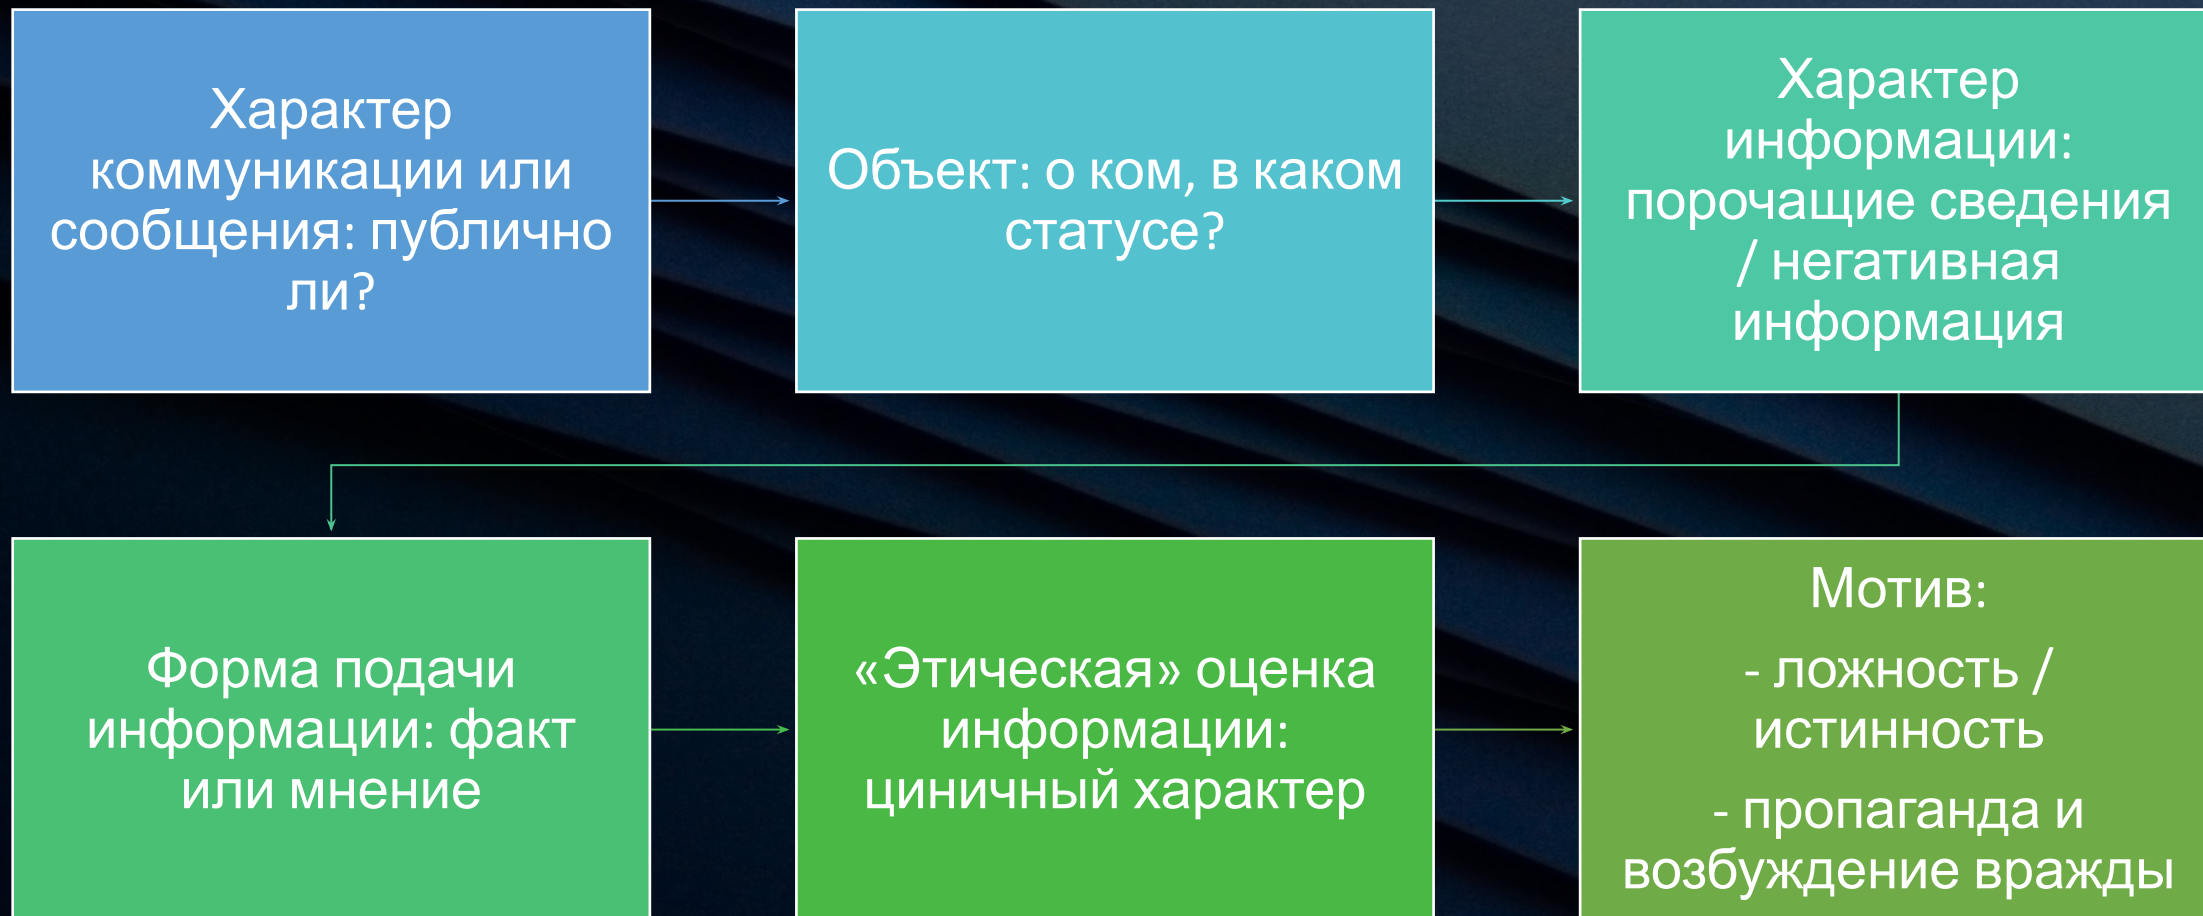 Характер
коммуникации или
сообщения: публично
ли?
Объект: о ком, в каком
статусе?
Характер
информации:
порочащие сведения
/ негативная
информация
Форма подачи
информации: факт
или мнение
«Этическая» оценка
информации:
циничный характер
Мотив:
- ложность /
истинность
- пропаганда и
возбуждение вражды